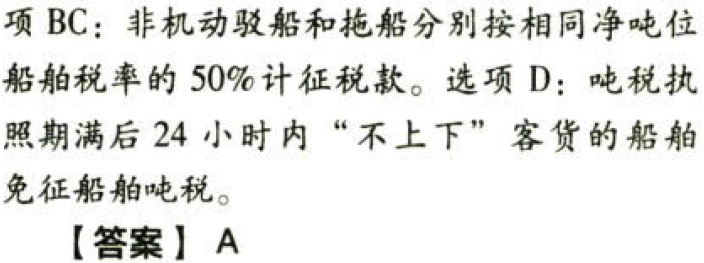 项 BC：非机动驳船和拖船分别按相同净吨位
船舶税率的 50%计征税款。选项 D：吨税执
照期满后 24 小时内“不上下”客货的船舶
免征船舶吨税。
【答案】 A